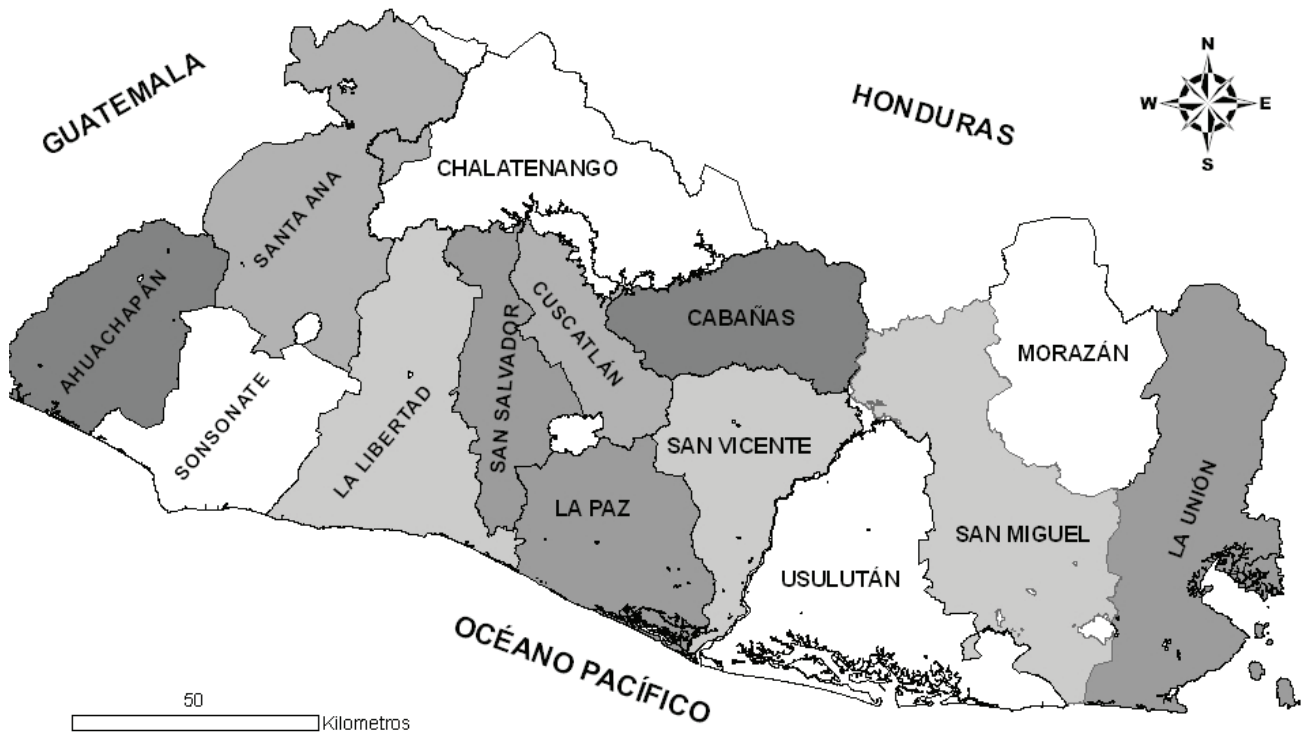 GUATEMALA
HONDURAS
N
W E
S
CHALATENANGO
SANTA ANA
AHUACHAPÁN
CUSCATLÁN
CABAÑAS
MORAZÁN
SONSONATE
LA LIBERTAD
SAN SALVADOR
SAN VICENTE
LA PAZ
SAN MIGUEL
LA UNIÓN
USULUTÁN
OCÉANO PACÍFICO
50
Kilometros